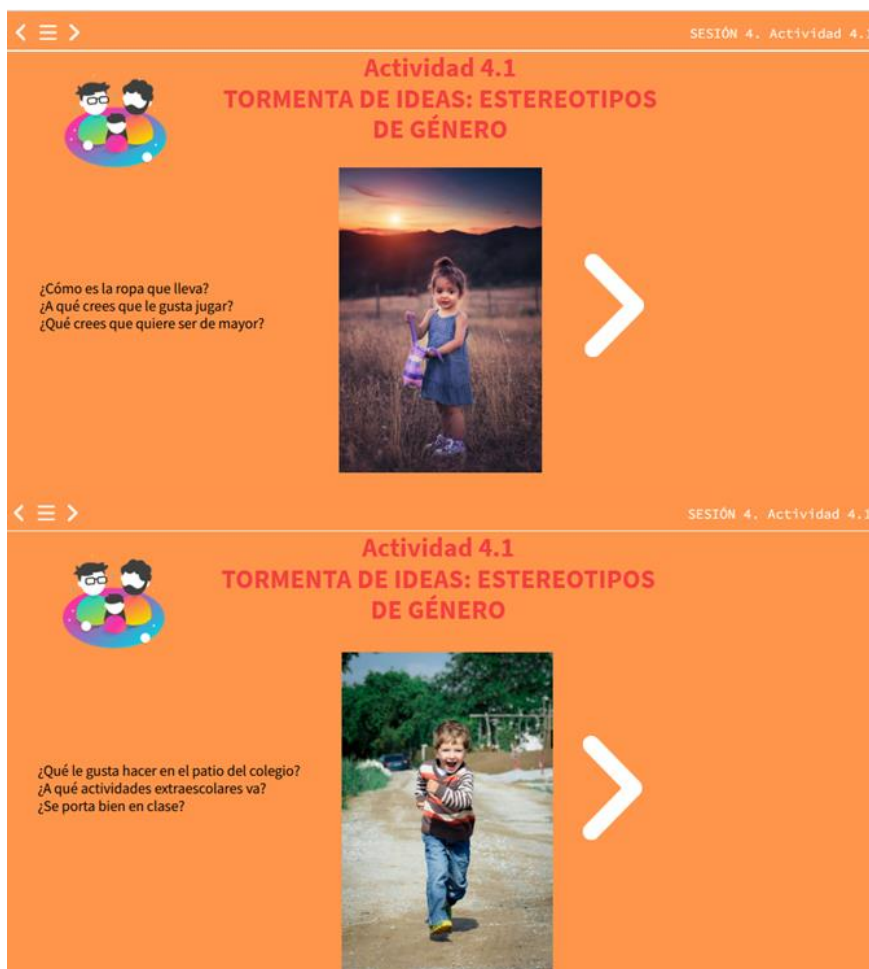 SESIÓN 4. Actividad 4.1
Actividad 4.1
TORMENTA DE IDEAS: ESTEREOTIPOS
DE GÉNERO
¿Cómo es la ropa que lleva?
¿A qué crees que le gusta jugar?
¿Qué crees que quiere ser de mayor?
SESIÓN 4. Actividad 4.1
Actividad 4.1
TORMENTA DE IDEAS: ESTEREOTIPOS
DE GÉNERO
¿Qué le gusta hacer en el patio del colegio?
¿A qué actividades extraescolares va?
¿Se porta bien en clase?